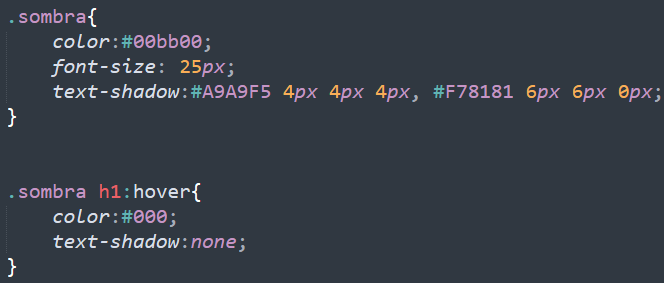 .sombra{
color:#00bb00;
font-size: 25px;
text-shadow:#A9A9F5 4px 4px 4px, #F78181 6px 6px 0px;
}
.sombra h1:hover{
color:#000;
text-shadow:none;
}